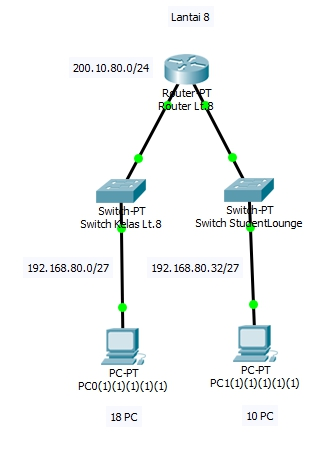 Lantai 8
200.10.80.0/24
Router-PT
Router Lt.8
Switch-PT
Switch Kelas Lt.8
Switch-PT
Switch StudentLounge
192.168.80.0/27
192.168.80.32/27
PC-PT
PC0(1)(1)(1)(1)(1)
PC-PT
PC1(1)(1)(1)(1)(1)
18 PC
10 PC